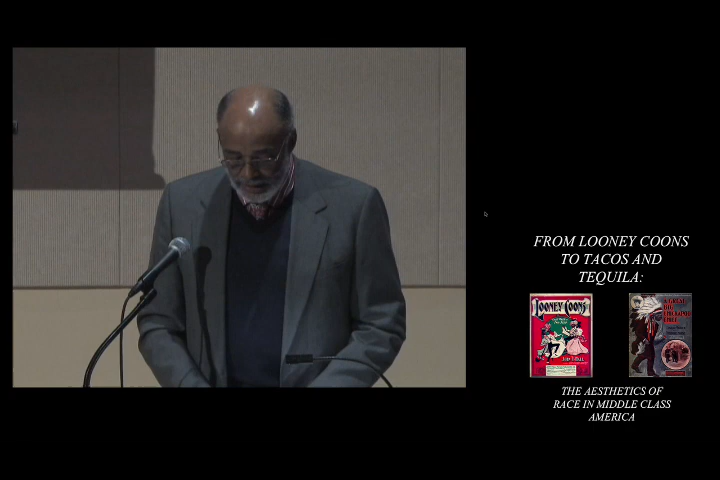 FROM LOONEY COONS
TO TACOS AND
TEQUILA:
LOONEY COONS
THE AESTHETICS OF
RACE IN MIDDLE CLASS
AMERICA